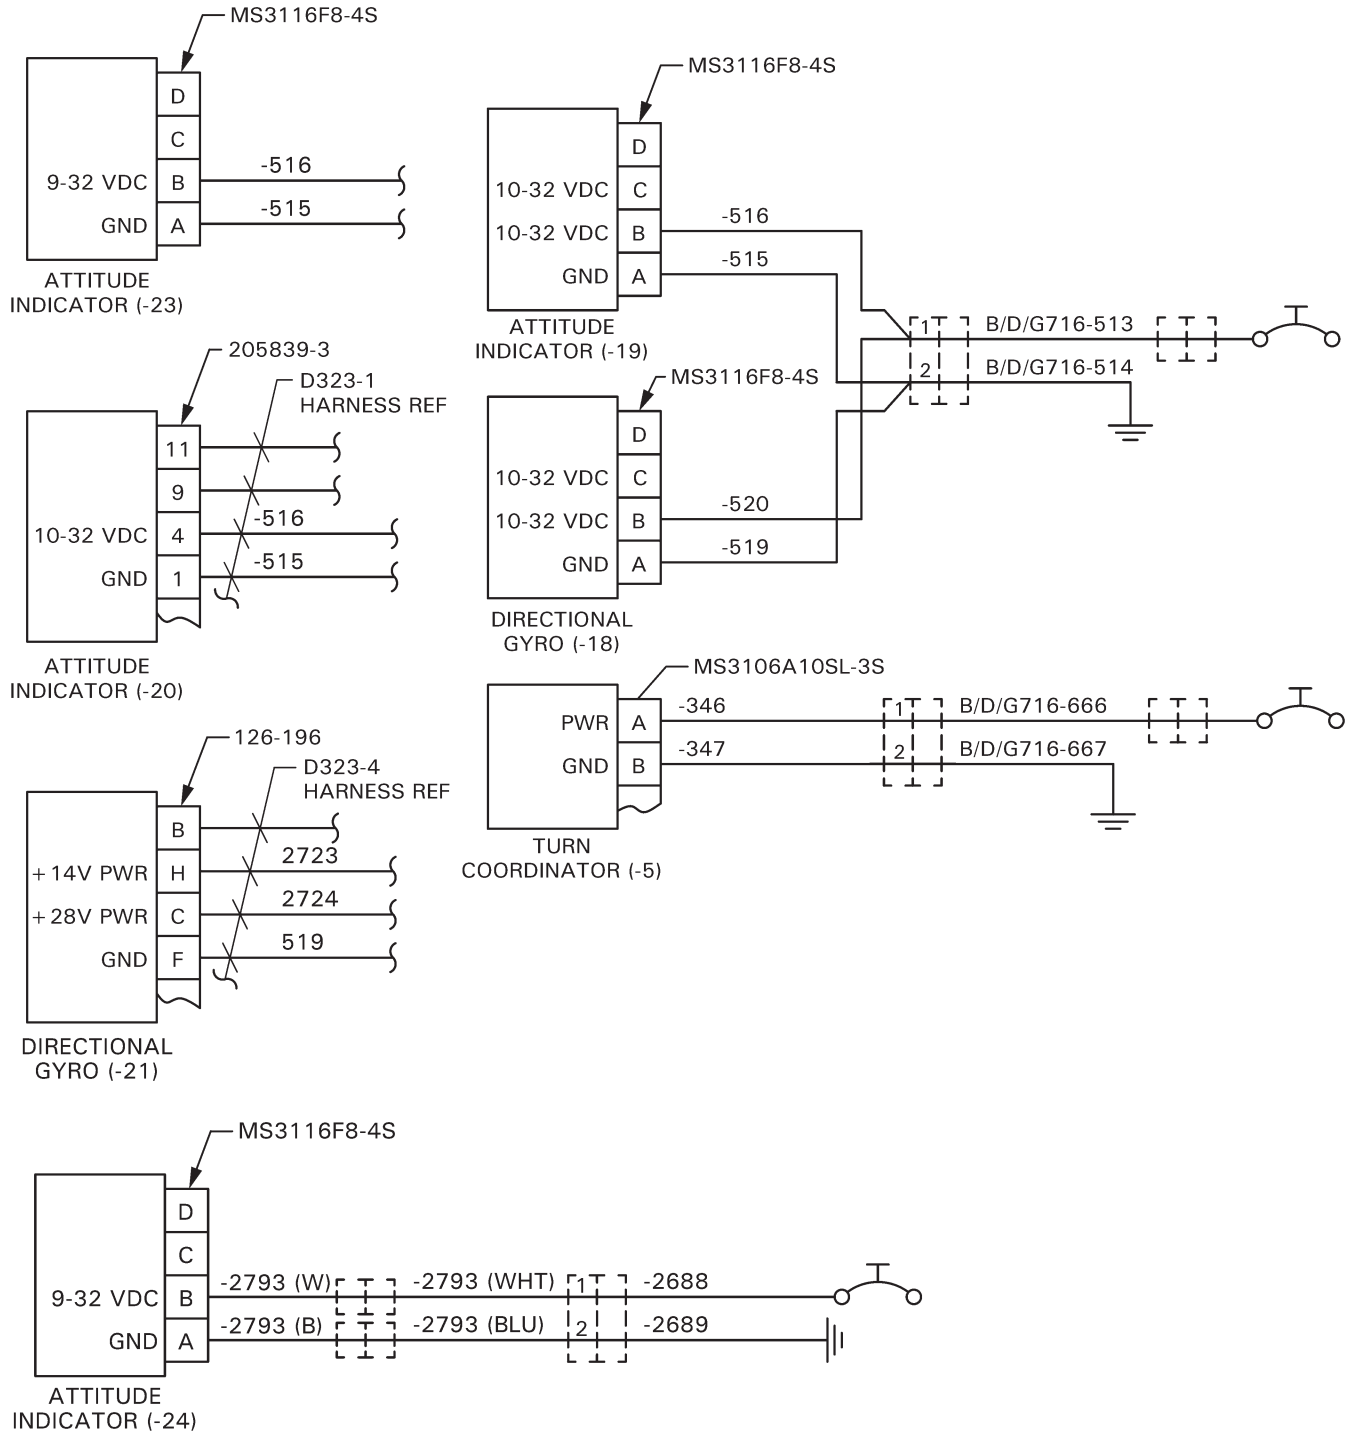 MS3116F8-4S
D
C
9-32 VDC B -516
GND A -515
ATTITUDE
INDICATOR (-23)
205839-3
D323-1
HARNESS REF
11
9
10-32 VDC 4 -516
GND 1 -515
ATTITUDE
INDICATOR (-20)
126-196
D323-4
HARNESS REF
B
+14V PWR H 2723
+28V PWR C 2724
GND F 519
DIRECTIONAL
GYRO (-21)
MS3116F8-4S
D
10-32 VDC C
10-32 VDC B -516
GND A -515
ATTITUDE
INDICATOR (-19)
1 B/D/G716-513
2 B/D/G716-514
MS3116F8-4S
D
10-32 VDC C
10-32 VDC B -520
GND A -519
DIRECTIONAL
GYRO (-18)
MS3106A10SL-3S
PWR A -346 1 B/D/G716-666
GND B -347 2 B/D/G716-667
TURN
COORDINATOR (-5)
MS3116F8-4S
D
C
9-32 VDC B -2793 (W) -2793 (WHT) 1 -2688
GND A -2793 (B) -2793 (BLU) 2 -2689
ATTITUDE
INDICATOR (-24)